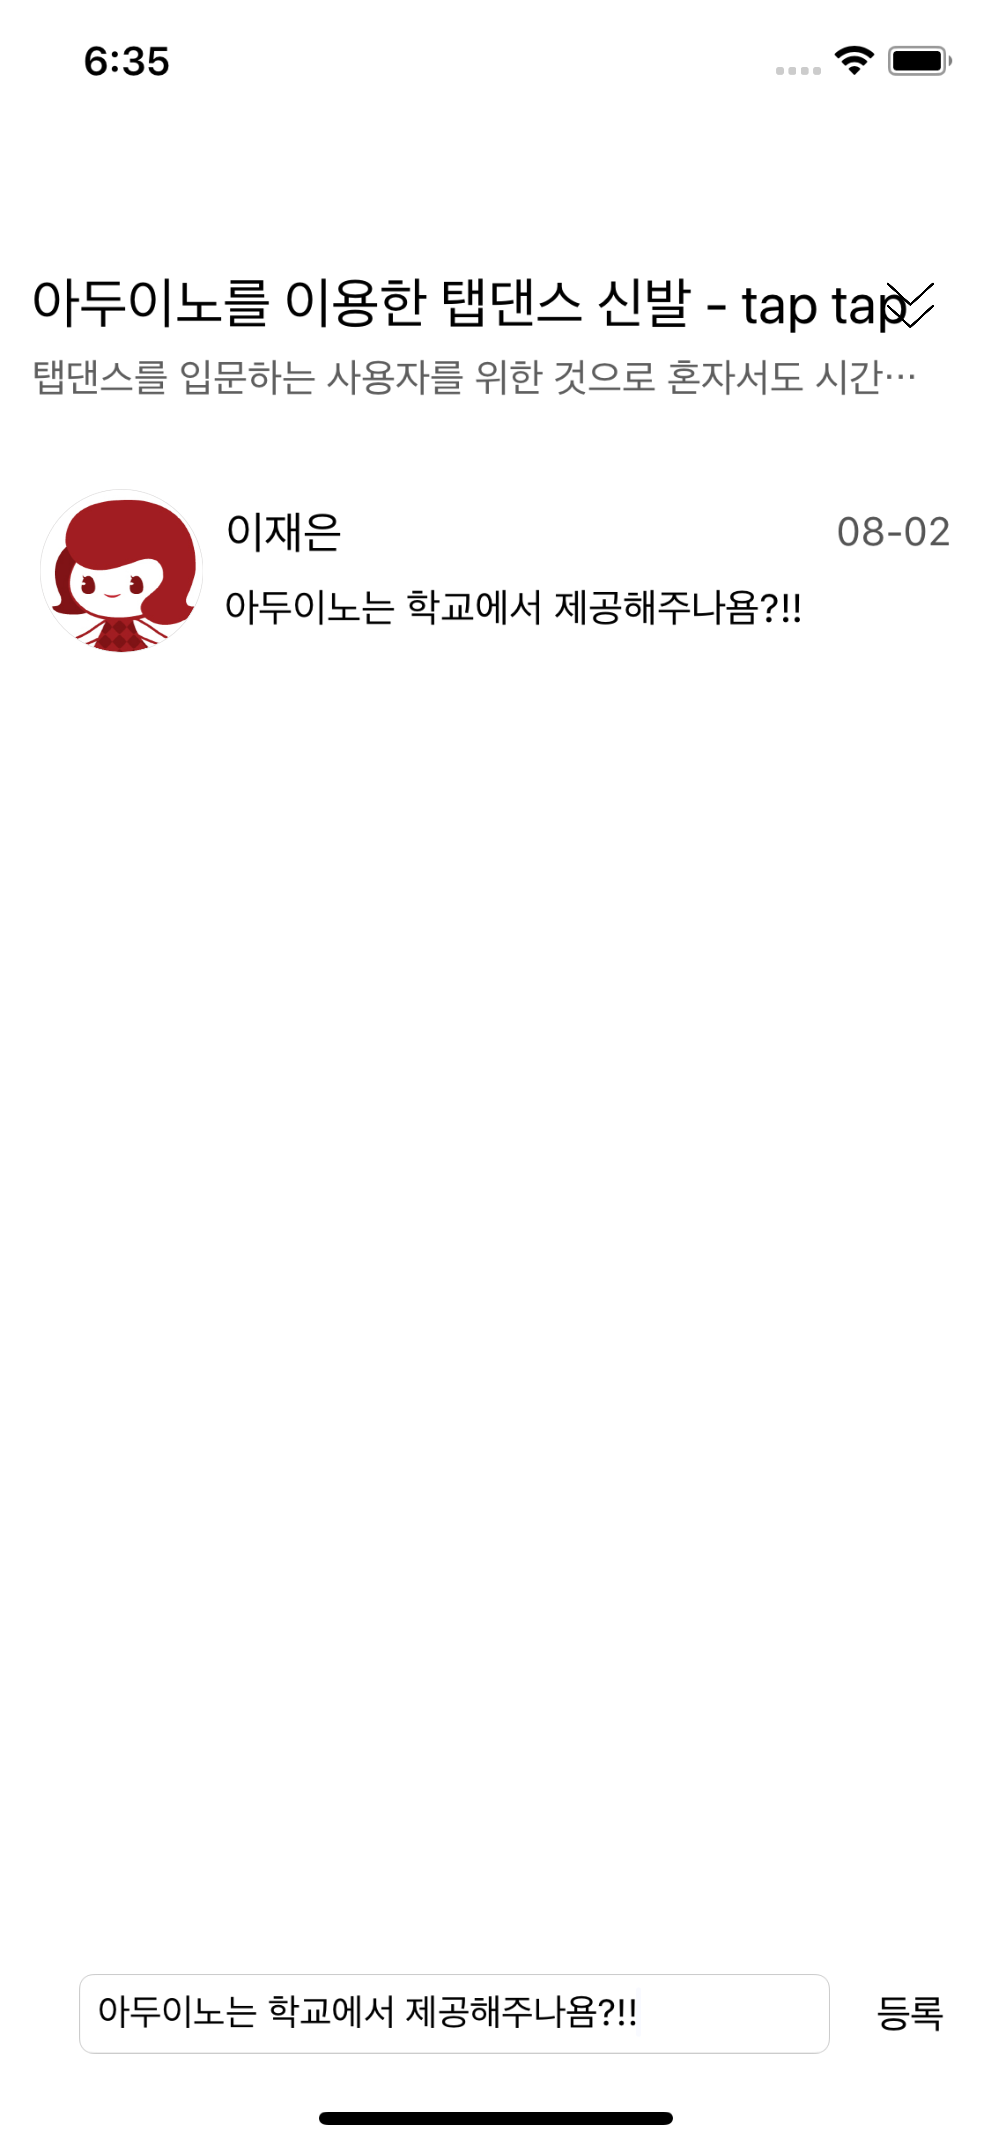 6:35
아두이노를 이용한 탭댄스 신발 - tap tap
탭댄스를 입문하는 사용자를 위한 것으로 혼자서도 시간…
이재은
08-02
아두이노는 학교에서 제공해주나욤?!!
아두이노는 학교에서 제공해주나욤?!!
등록